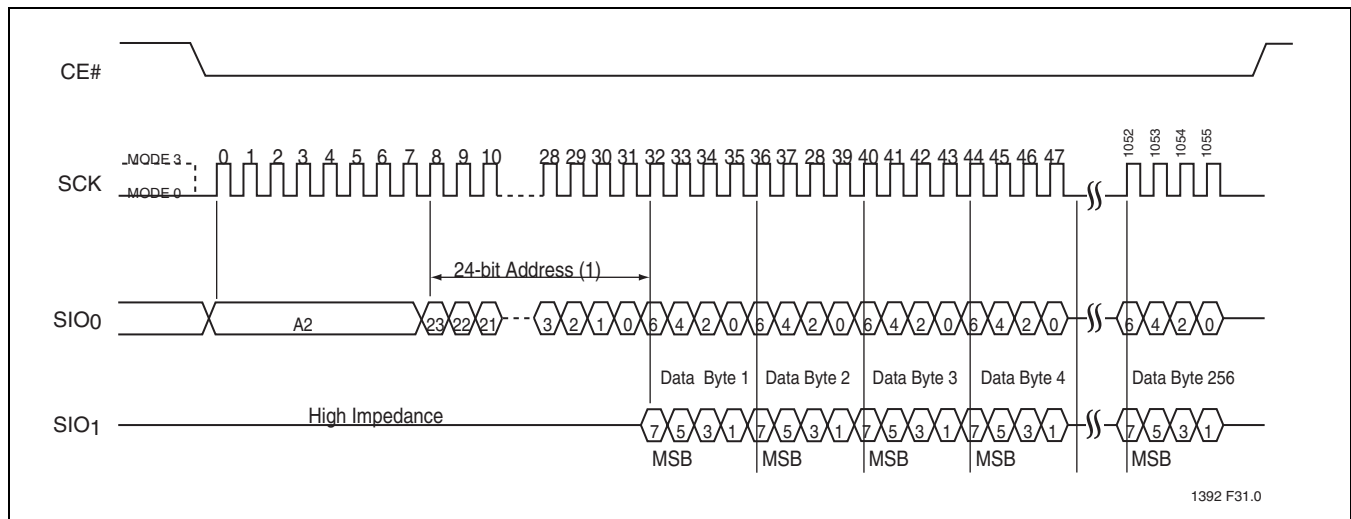 CE#
1052 1053 1054 1055
MODE 3 0 1 2 3 4 5 6 7 8 9 10 28 29 30 31 32 33 34 35 36 37 28 39 40 41 42 43 44 45 46 47
SCK
MODE 0
24-bit Address (1)
SIO0 A2 23 22 21 3 2 1 0 6 4 2 0 6 4 2 0 6 4 2 0 6 4 2 0 6 4 2 0
Data Byte 1 Data Byte 2 Data Byte 3 Data Byte 4 Data Byte 256
High Impedance
SIO1 7 5 3 1 7 5 3 1 7 5 3 1 7 5 3 1 7 5 3 1
MSB MSB MSB MSB MSB
1392 F31.0